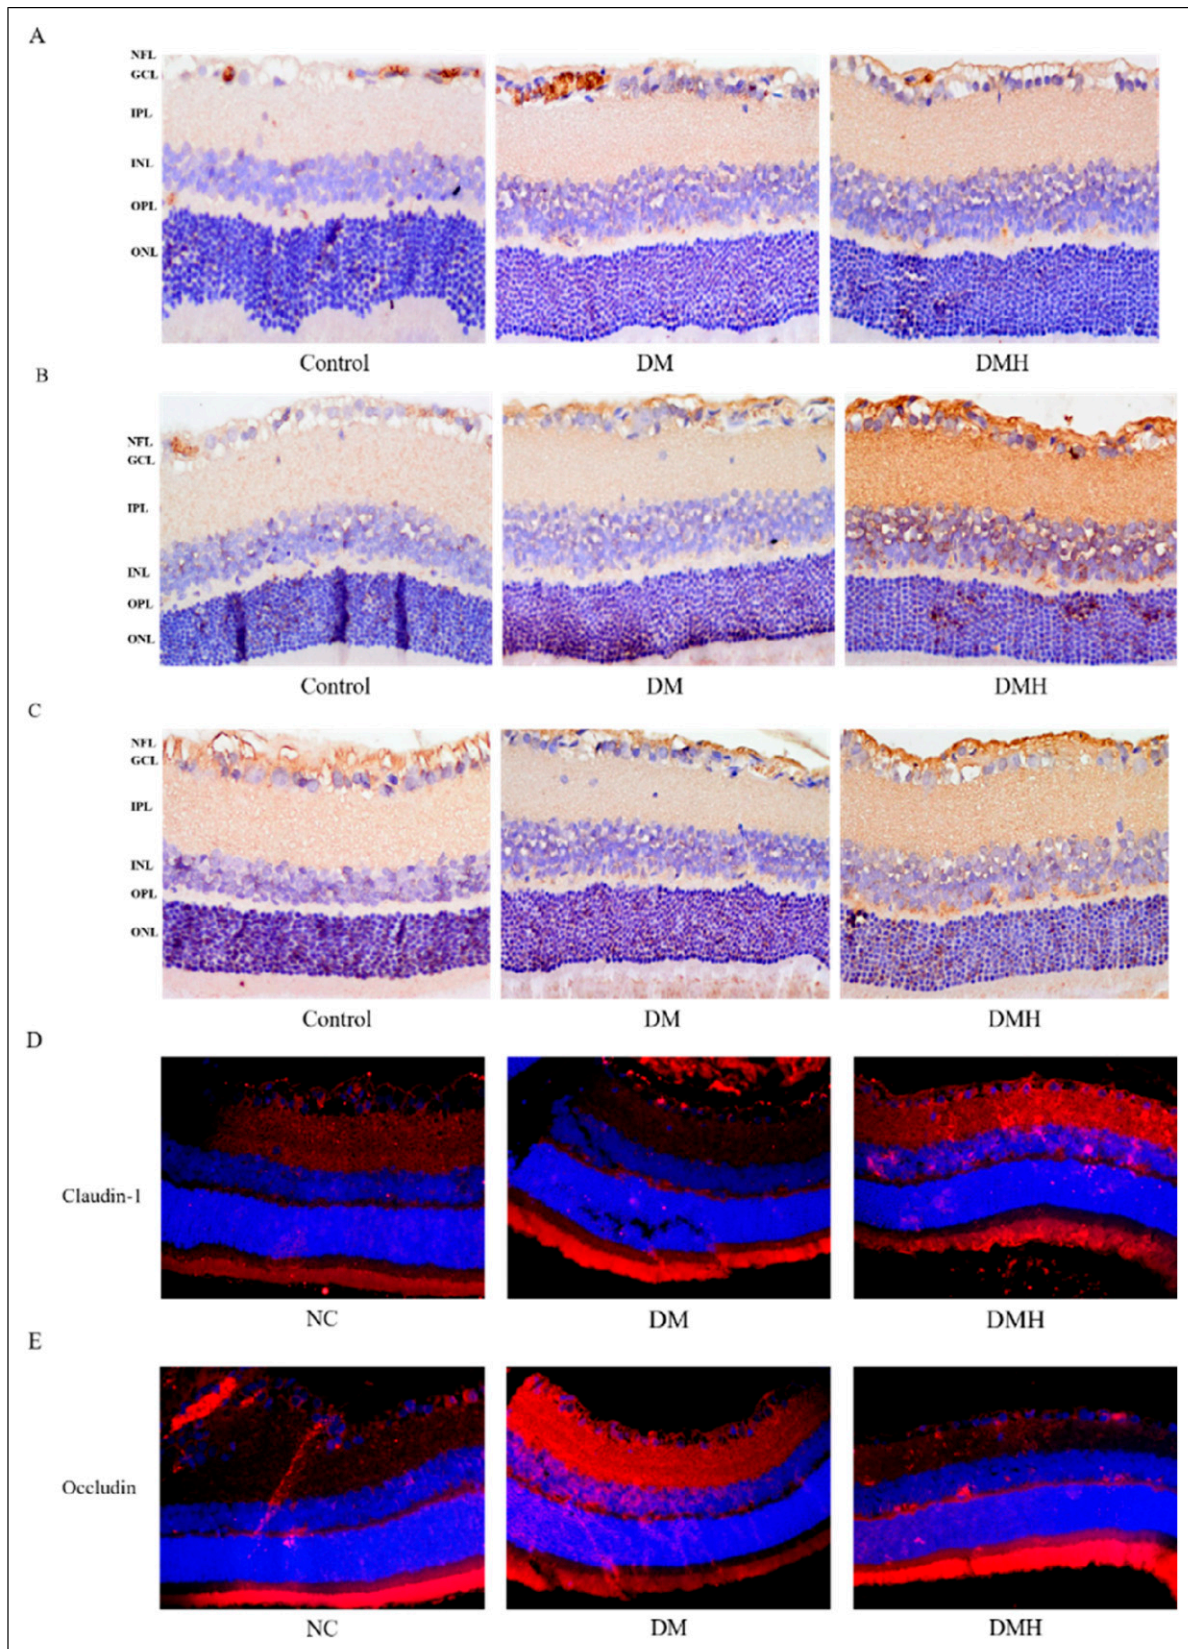 A
NFL
GCL
IPL
INL
OPL
ONL
Control DM DMH
B
NFL
GCL
IPL
INL
OPL
ONL
Control DM DMH
C
NFL
GCL
IPL
INL
OPL
ONL
Control DM DMH
D
Claudin-1
NC DM DMH
E
Occludin
NC DM DMH